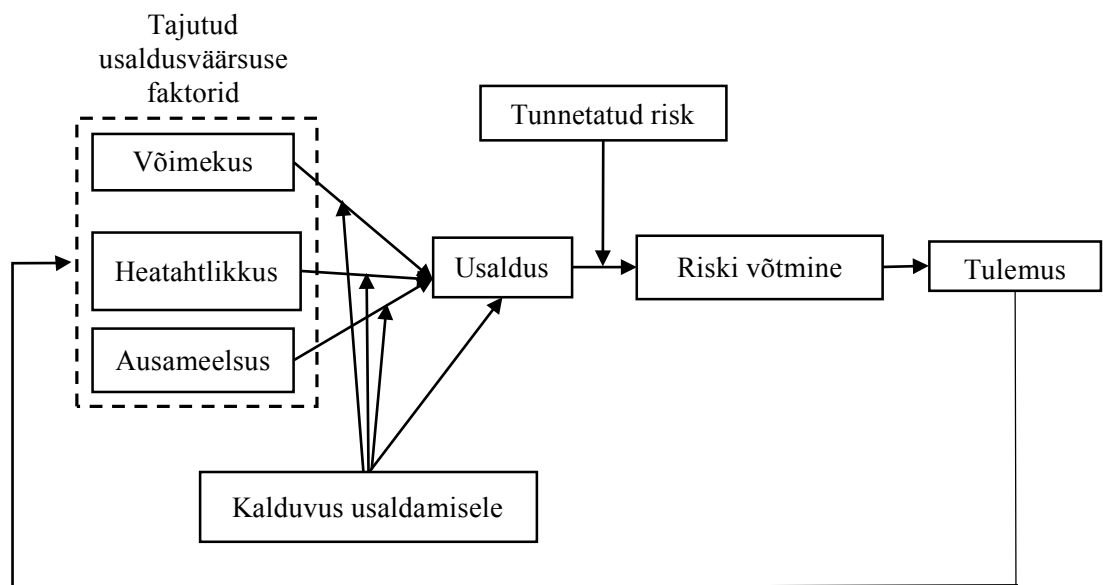 Tajutud
usaldusväärsuse
faktorid
Tunnetatud risk
Võimekus
Heatahtlikkus
Usaldus
Riski võtmine
Tulemus
Ausameelsus
Kalduvus usaldamisele